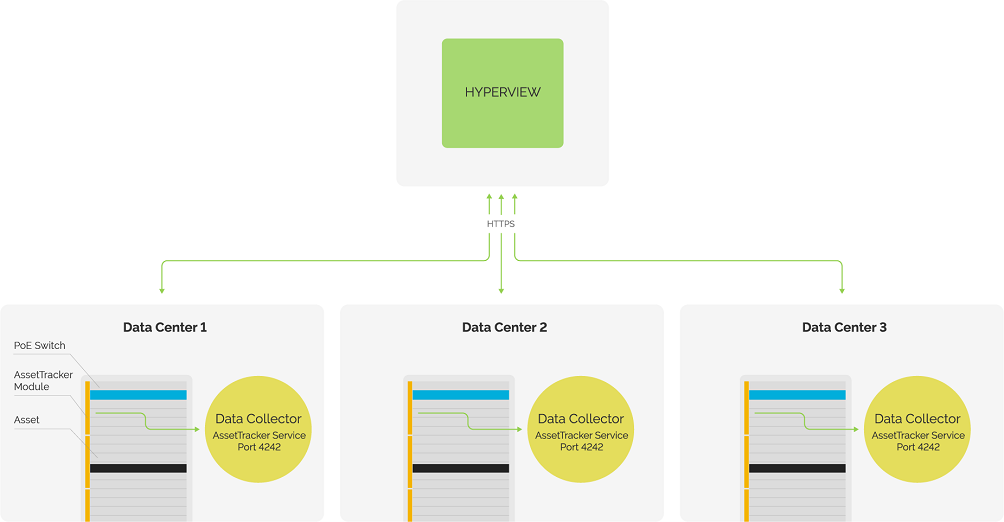 HYPERVIEW
HTTPS
Data Center 1
PoE Switch
AssetTracker
Module
Asset
Data Collector
AssetTracker Service
Port 4242
Data Center 2
Data Collector
AssetTracker Service
Port 4242
Data Center 3
Data Collector
AssetTracker Service
Port 4242